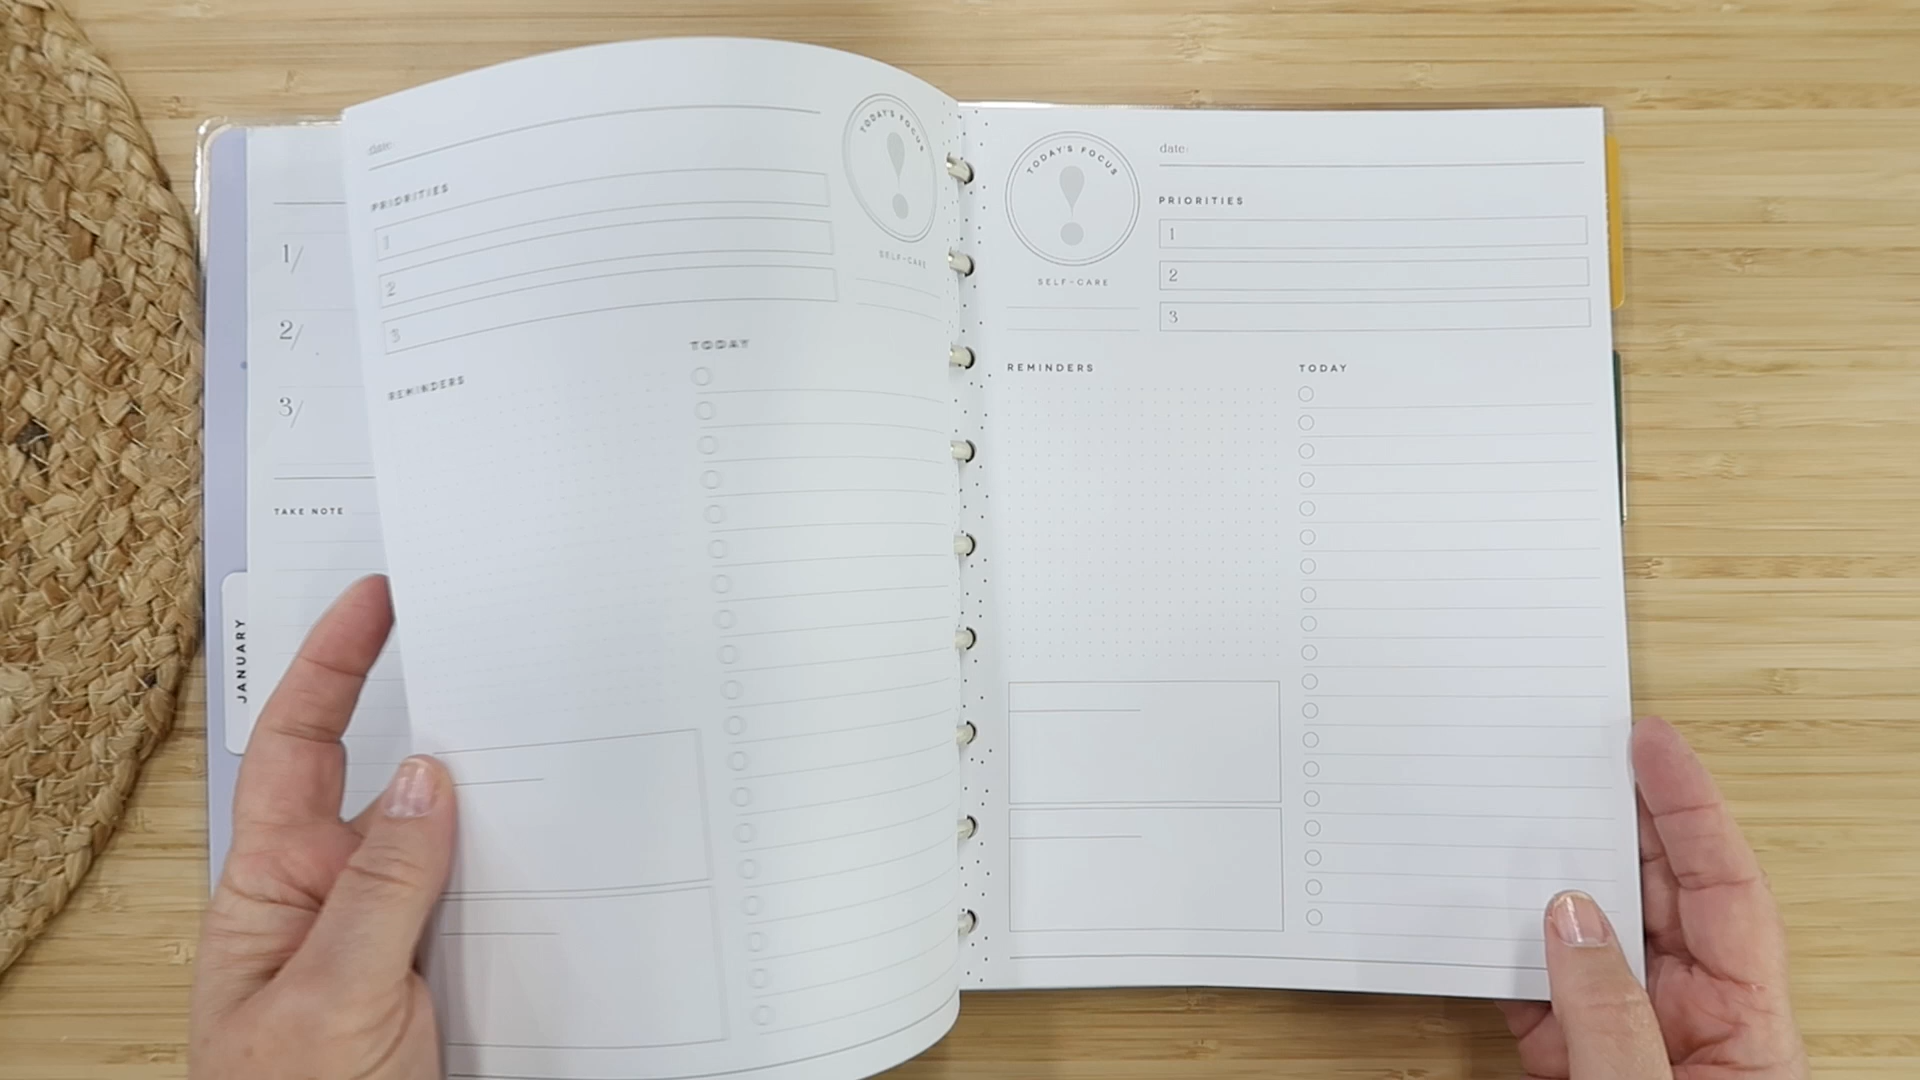 1/
2/
3/
TAKE NOTE
JANUARY
date:
TODAY'S FOCUS
PRIORITIES
1
2
3
SELF-CARE
REMINDERS
TODAY
TODAY'S FOCUS
SELF-CARE
date:
PRIORITIES
1
2
3
REMINDERS
TODAY